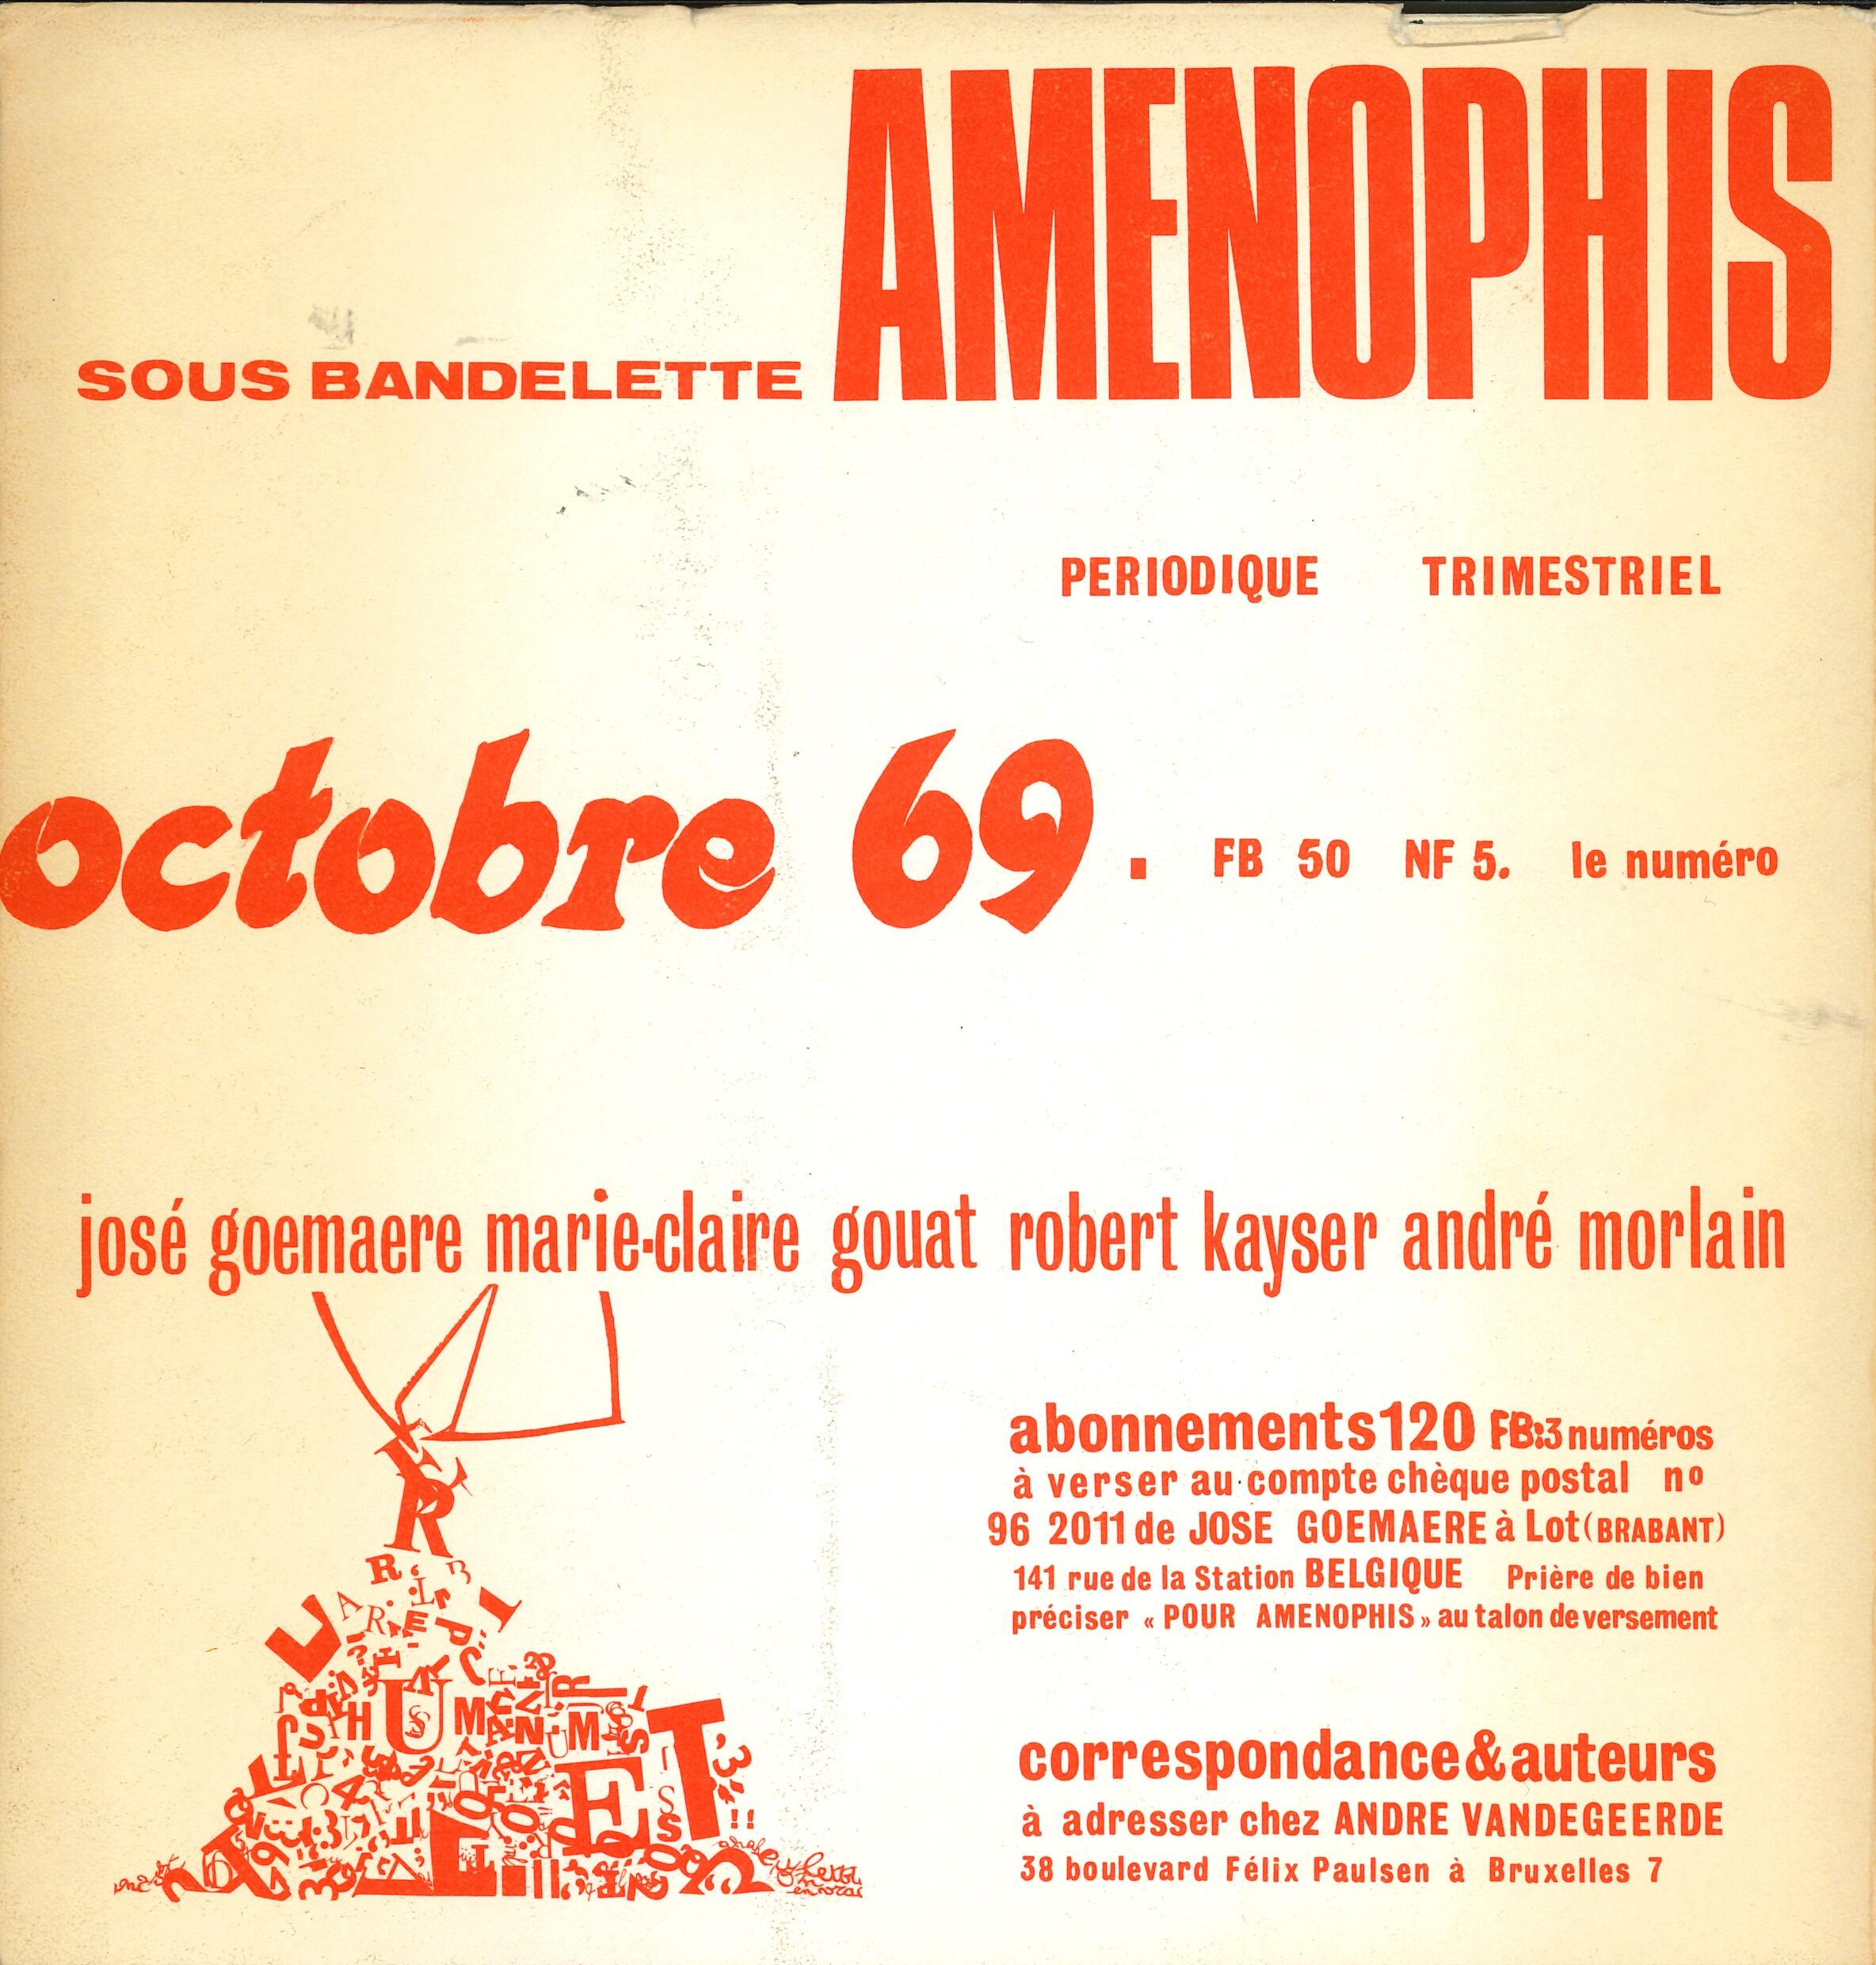 AMENOPHIS
SOUS BANDELETTE
PERIODIQUE TRIMESTRIEL
octobre 69 . FB 50 NF 5. le numéro
josé goemaere marie-claire gouat robert kayser andré morlain
abonnements 120 FB:3 numéros
à verser au compte chèque postal nº
96 2011 de JOSE GOEMAERE à Lot (BRABANT)
141 rue de la Station BELGIQUE Prière de bien
préciser « POUR AMENOPHIS » au talon de versement
correspondance & auteurs
à adresser chez ANDRE VANDEGEERDE
38 boulevard Félix Paulsen à Bruxelles 7